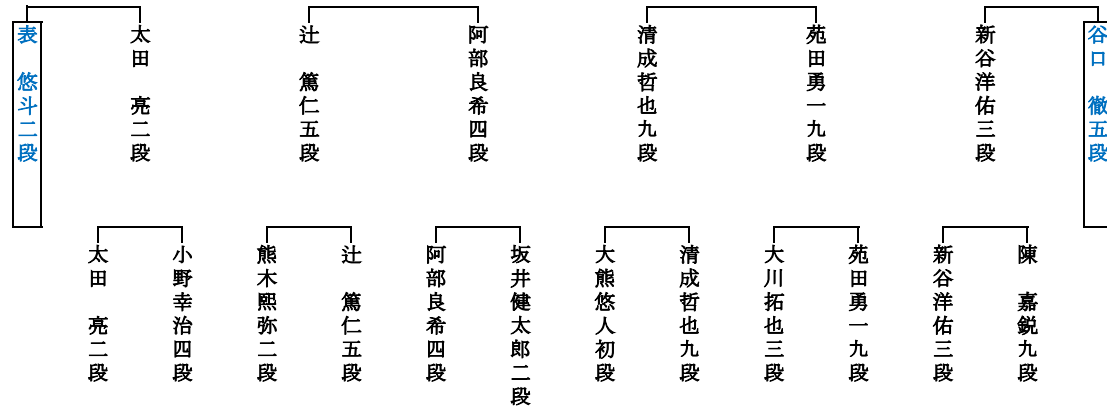 表　悠斗二段
太田　亮二段
辻　篤仁五段
阿部良希四段
清成哲也九段
苑田勇一九段
新谷洋佑三段
谷口　徹五段
太田　亮二段
小野幸治四段
熊木熙弥二段
辻　篤仁五段
阿部良希四段
坂井健太郎二段
大熊悠人初段
清成哲也九段
大川拓也三段
苑田勇一九段
新谷洋佑三段
陳　嘉鋭九段